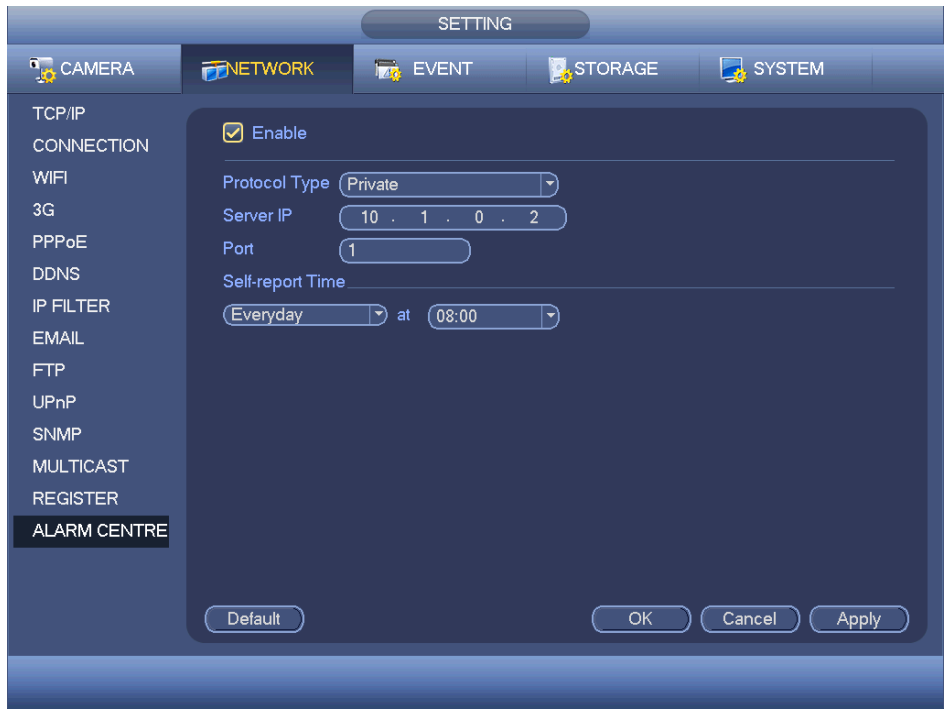 SETTING
CAMERA NETWORK EVENT STORAGE SYSTEM
TCP/IP
CONNECTION
WIFI
3G
PPPoE
DDNS
IP FILTER
EMAIL
FTP
UPnP
SNMP
MULTICAST
REGISTER
ALARM CENTRE
Enable
Protocol Type Private
Server IP 10 . 1 . 0 . 2
Port 1
Self-report Time
Everyday at 08:00
Default OK Cancel Apply